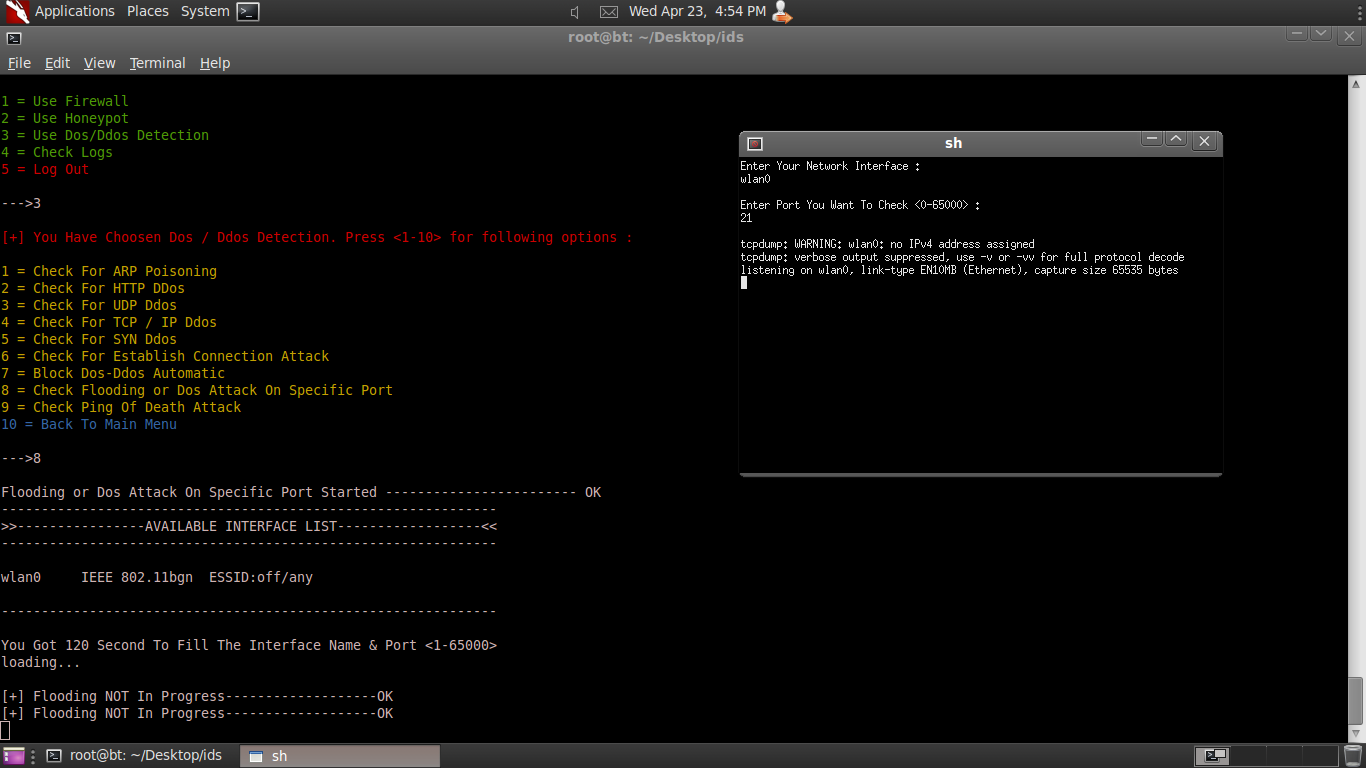 Applications Places System
Wed Apr 23, 4:54 PM
root@bt: ~/Desktop/ids
File Edit View Terminal Help
1 = Use Firewall
2 = Use Honeypot
3 = Use Dos/Ddos Detection
4 = Check Logs
5 = Log Out
--->3
[+] You Have Choosen Dos / Ddos Detection. Press <1-10> for following options :
1 = Check For ARP Poisoning
2 = Check For HTTP DDos
3 = Check For UDP Ddos
4 = Check For TCP / IP Ddos
5 = Check For SYN Ddos
6 = Check For Establish Connection Attack
7 = Block Dos-Ddos Automatic
8 = Check Flooding or Dos Attack On Specific Port
9 = Check Ping Of Death Attack
10 = Back To Main Menu
--->8
Flooding or Dos Attack On Specific Port Started ------------------------ OK
--------------------------------------------------------------
>>----------------AVAILABLE INTERFACE LIST------------------<<
--------------------------------------------------------------
wlan0     IEEE 802.11bgn  ESSID:off/any
--------------------------------------------------------------
You Got 120 Second To Fill The Interface Name & Port <1-65000>
loading...
[+] Flooding NOT In Progress-------------------OK
[+] Flooding NOT In Progress-------------------OK
sh
Enter Your Network Interface :
wlan0
Enter Port You Want To Check <0-65000> :
21
tcpdump: WARNING: wlan0: no IPv4 address assigned
tcpdump: verbose output suppressed, use -v or -vv for full protocol decode
listening on wlan0, link-type EN10MB (Ethernet), capture size 65535 bytes
root@bt: ~/Desktop/ids
sh